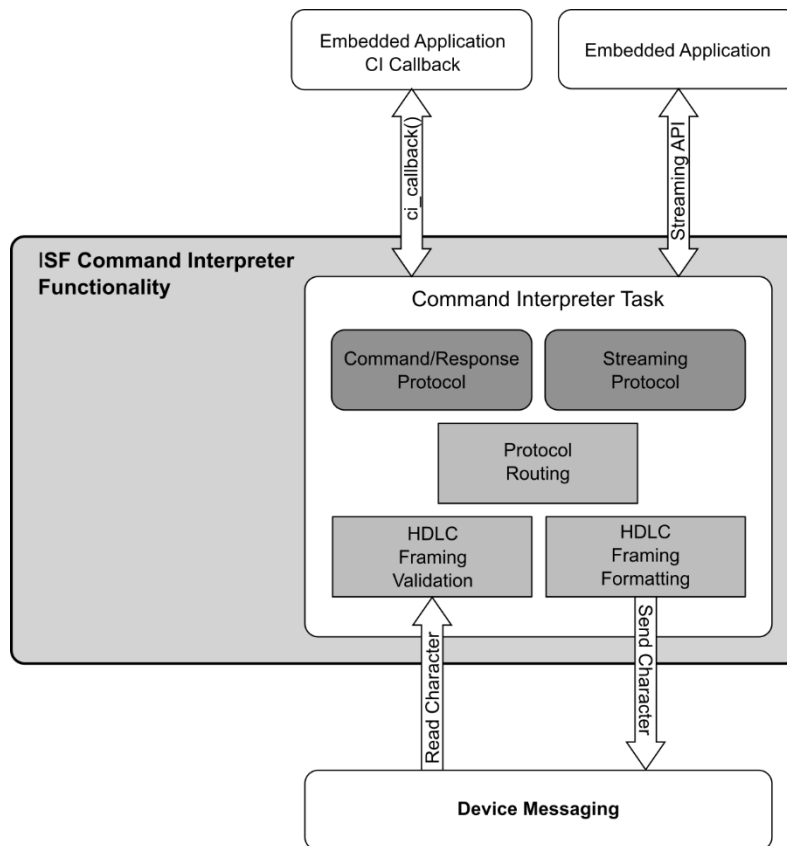 Embedded Application
CI Callback
Embedded Application
ci_callback()
Streaming API
ISF Command Interpreter
Functionality
Command Interpreter Task
Command/Response
Protocol
Streaming
Protocol
Protocol
Routing
HDLC
Framing
Validation
HDLC
Framing
Formatting
Read Character
Send Character
Device Messaging